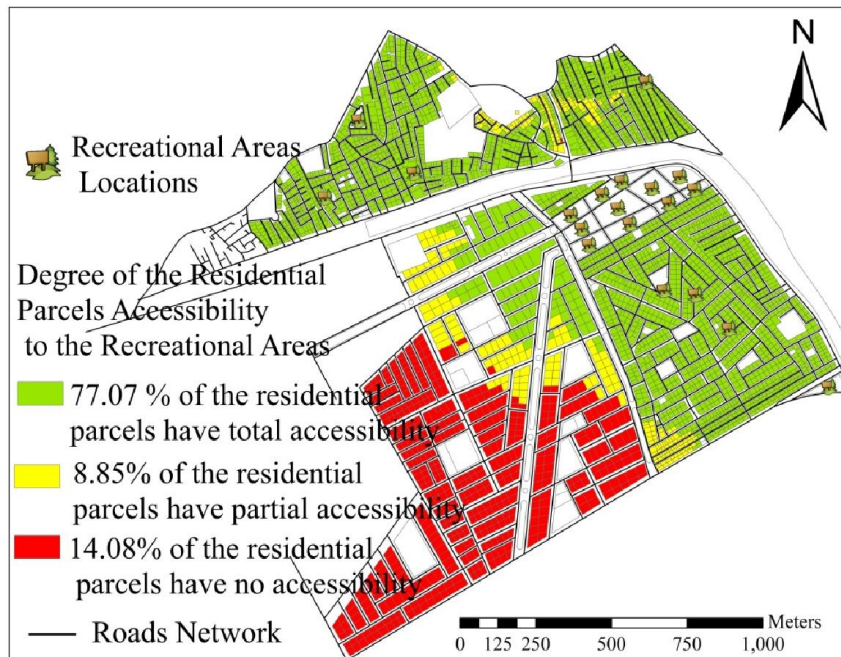 N
Recreational Areas
Locations
Degree of the Residential
Parcels Accessibility
to the Recreational Areas
77.07 % of the residential
parcels have total accessibility
8.85% of the residential
parcels have partial accessibility
14.08% of the residential
parcels have no accessibility
Roads Network
Meters
0 125 250 500 750 1,000